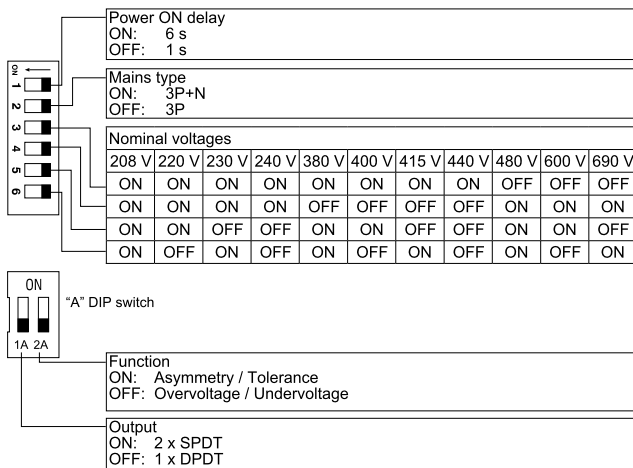 Power ON delay
ON: 6 s
OFF: 1 s
ON
1
2
3
4
5
6
Mains type
ON: 3P+N
OFF: 3P
Nominal voltages
208 V 220 V 230 V 240 V 380 V 400 V 415 V 440 V 480 V 600 V 690 V
ON ON ON ON ON ON ON ON OFF OFF OFF
ON ON ON ON OFF OFF OFF OFF ON ON ON
ON ON OFF OFF ON ON OFF OFF ON ON OFF
ON OFF ON OFF ON OFF ON OFF ON OFF ON
ON
"A" DIP switch
1A 2A
Function
ON: Asymmetry / Tolerance
OFF: Overvoltage / Undervoltage
Output
ON: 2 x SPDT
OFF: 1 x DPDT